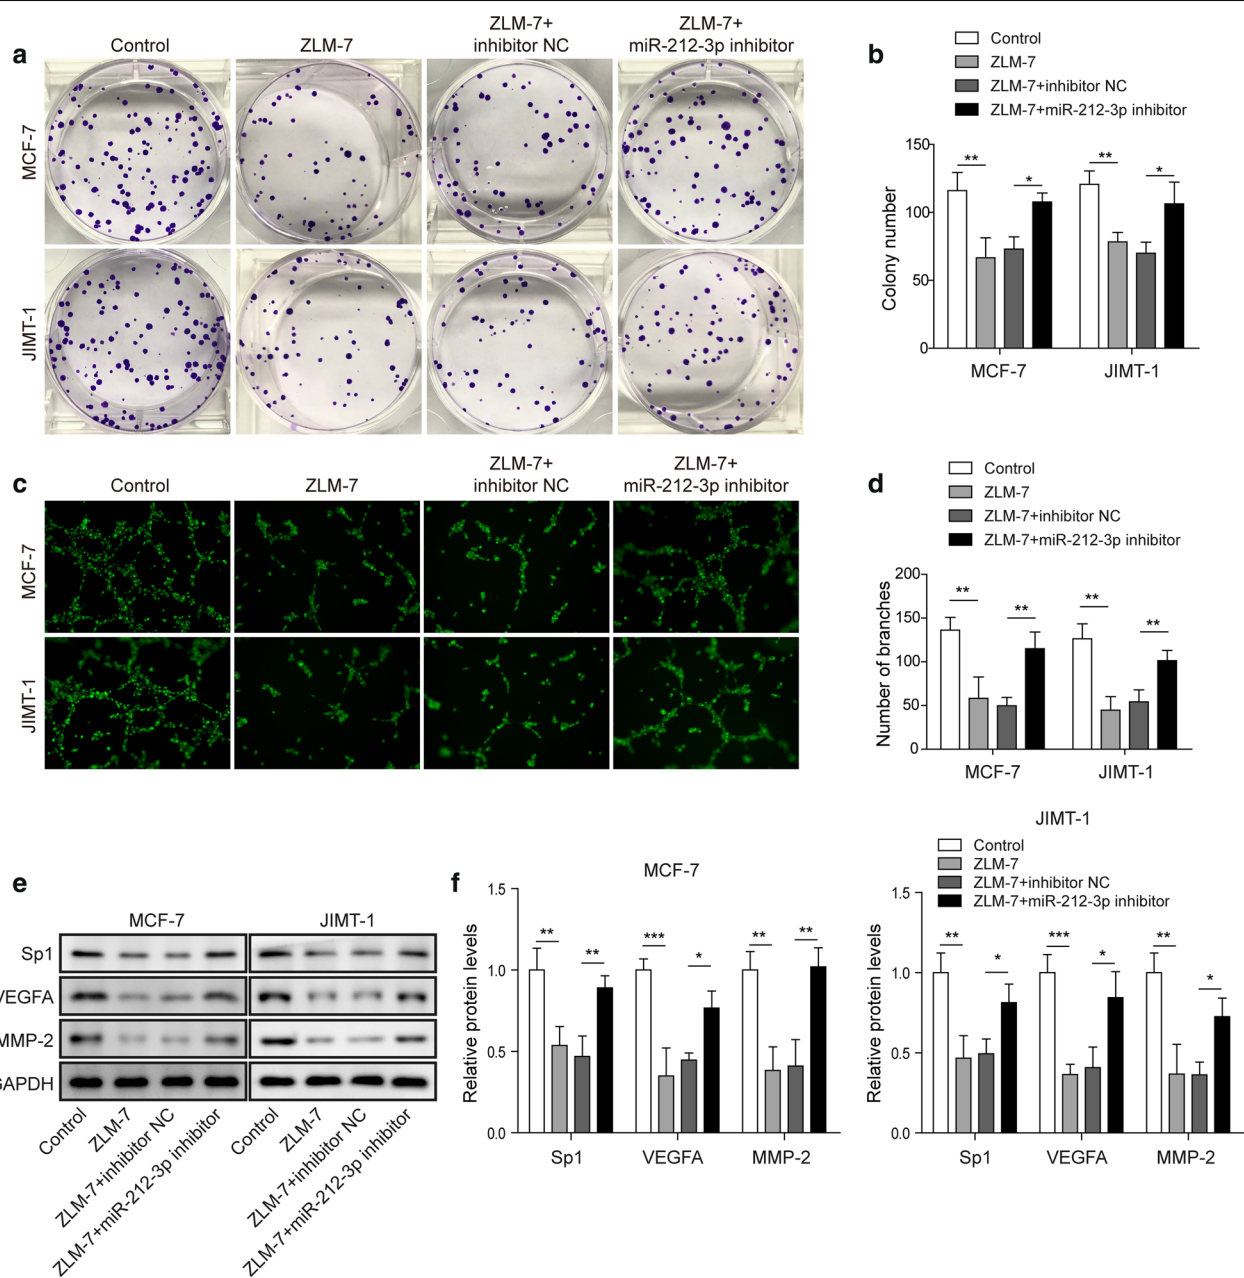 a
Control
ZLM-7
ZLM-7+
inhibitor NC
ZLM-7+
miR-212-3p inhibitor
MCF-7
JIMT-1
b
Control
ZLM-7
ZLM-7+inhibitor NC
ZLM-7+miR-212-3p inhibitor
Colony number
150
100
50
0
**
*
**
*
MCF-7
JIMT-1
c
Control
ZLM-7
ZLM-7+
inhibitor NC
ZLM-7+
miR-212-3p inhibitor
MCF-7
JIMT-1
d
Control
ZLM-7
ZLM-7+inhibitor NC
ZLM-7+miR-212-3p inhibitor
Number of branches
200
150
100
50
0
**
**
**
**
MCF-7
JIMT-1
e
MCF-7
JIMT-1
Sp1
VEGFA
MMP-2
GAPDH
Control
ZLM-7
ZLM-7+inhibitor NC
ZLM-7+miR-212-3p inhibitor
Control
ZLM-7
ZLM-7+inhibitor NC
ZLM-7+miR-212-3p inhibitor
f
MCF-7
Relative protein levels
1.5
1.0
0.5
0.0
**
**
***
*
**
**
Sp1
VEGFA
MMP-2
JIMT-1
Control
ZLM-7
ZLM-7+inhibitor NC
ZLM-7+miR-212-3p inhibitor
Relative protein levels
1.5
1.0
0.5
0.0
**
*
***
*
**
*
Sp1
VEGFA
MMP-2